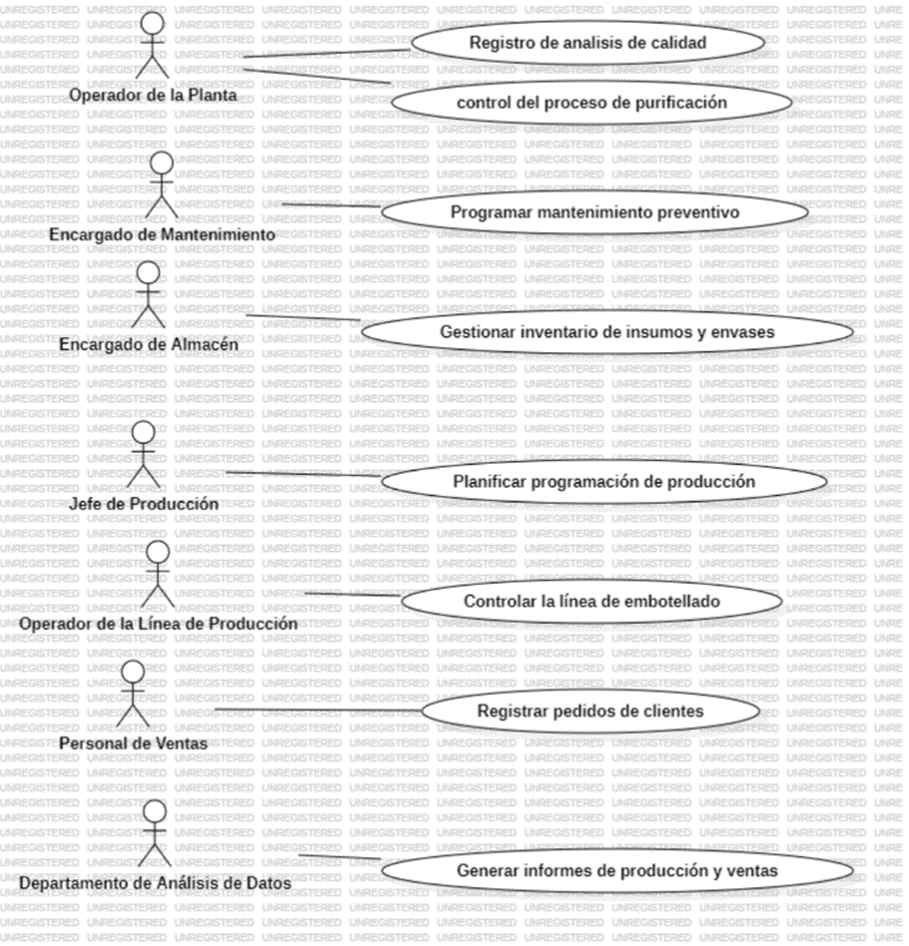 Registro de analisis de calidad
Operador de la Planta
control del proceso de purificación
Programar mantenimiento preventivo
Encargado de Mantenimiento
Gestionar inventario de insumos y envases
Encargado de Almacén
Planificar programación de producción
Jefe de Producción
Controlar la línea de embotellado
Operador de la Línea de Producción
Registrar pedidos de clientes
Personal de Ventas
Generar informes de producción y ventas
Departamento de Análisis de Datos
UNREGISTERED